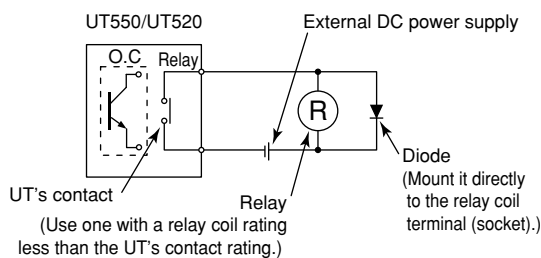 UT550/UT520
External DC power supply
O.C
Relay
R
Diode
(Mount it directly
to the relay coil
terminal (socket).)
UT's contact
Relay
(Use one with a relay coil rating
less than the UT's contact rating.)